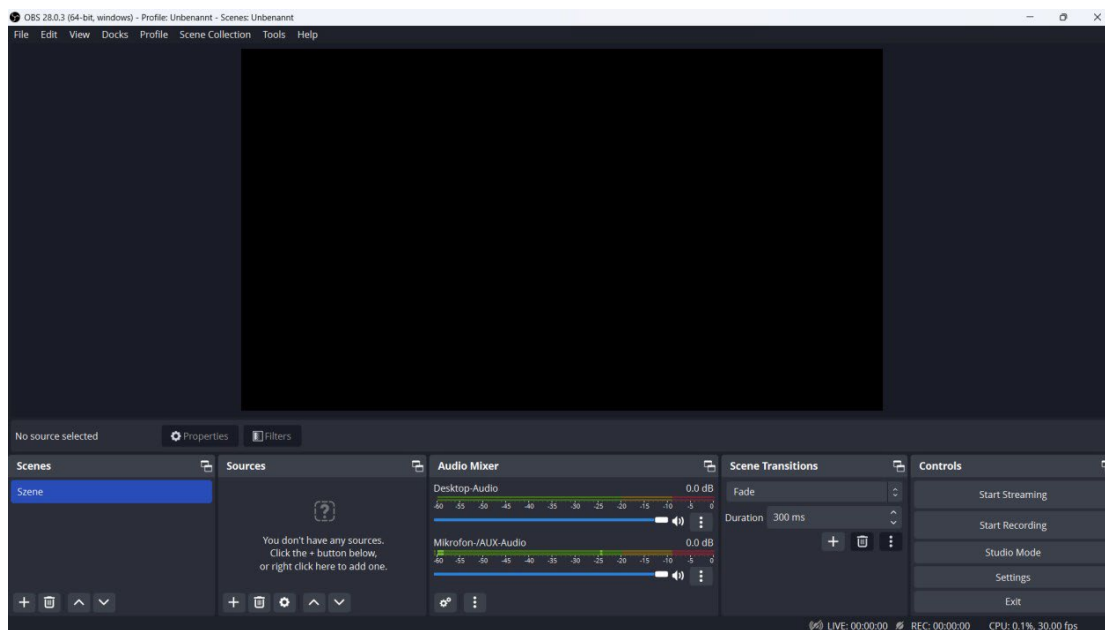 OBS 28.0.3 (64-bit, windows) - Profile: Unbenannt - Scenes: Unbenannt
File Edit View Docks Profile Scene Collection Tools Help
No source selected Properties Filters
Scenes
Szene
Sources
You don't have any sources.
Click the + button below,
or right click here to add one.
Audio Mixer
Desktop-Audio 0.0 dB
-60 -55 -50 -45 -40 -35 -30 -25 -20 -15 -10 -5 0
Mikrofon-/AUX-Audio 0.0 dB
-60 -55 -50 -45 -40 -35 -30 -25 -20 -15 -10 -5 0
Scene Transitions
Fade
Duration 300 ms
Controls
Start Streaming
Start Recording
Studio Mode
Settings
Exit
LIVE: 00:00:00 REC: 00:00:00 CPU: 0.1%, 30.00 fps